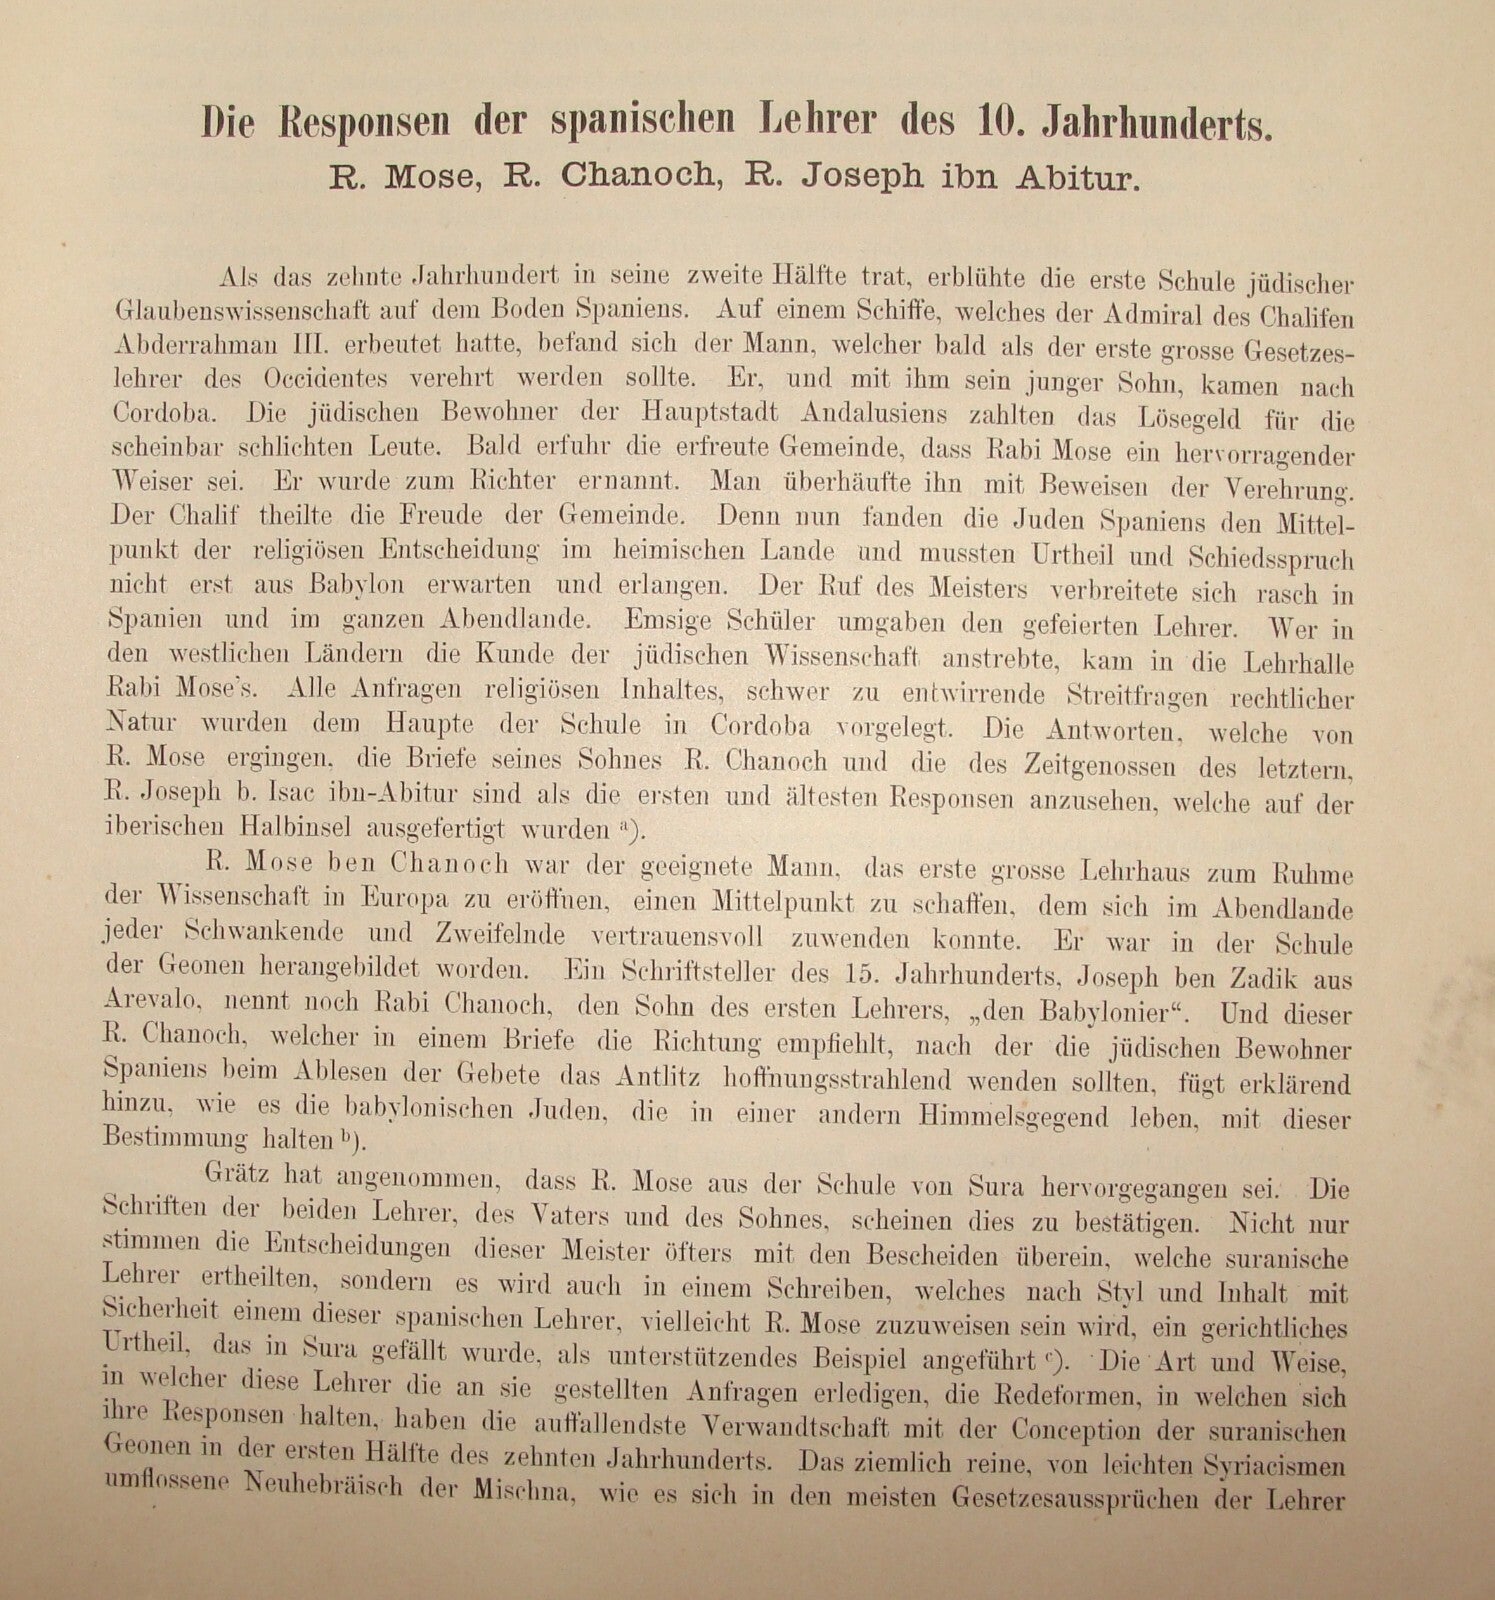 Die Responsen der spanischen Lehrer des 10. Jahrhunderts.
R. Mose, R. Chanoch, R. Joseph ibn Abitur.
Als das zehnte Jahrhundert in seine zweite Hälfte trat, erblühte die erste Schule jüdischer
Glaubenswissenschaft auf dem Boden Spaniens. Auf einem Schiffe, welches der Admiral des Chalifen
Abderrahman III. erbeutet hatte, befand sich der Mann, welcher bald als der erste grosse Gesetzes-
lehrer des Occidentes verehrt werden sollte. Er, und mit ihm sein junger Sohn, kamen nach
Cordoba. Die jüdischen Bewohner der Hauptstadt Andalusiens zahlten das Lösegeld für die
scheinbar schlichten Leute. Bald erfuhr die erfreute Gemeinde, dass Rabi Mose ein hervorragender
Weiser sei. Er wurde zum Richter ernannt. Man überhäufte ihn mit Beweisen der Verehrung.
Der Chalif theilte die Freude der Gemeinde. Denn nun fanden die Juden Spaniens den Mittel-
punkt der religiösen Entscheidung im heimischen Lande und mussten Urtheil und Schiedsspruch
nicht erst aus Babylon erwarten und erlangen. Der Ruf des Meisters verbreitete sich rasch in
Spanien und im ganzen Abendlande. Emsige Schüler umgaben den gefeierten Lehrer. Wer in
den westlichen Ländern die Kunde der jüdischen Wissenschaft anstrebte, kam in die Lehrhalle
Rabi Mose's. Alle Anfragen religiösen Inhaltes, schwer zu entwirrende Streitfragen rechtlicher
Natur wurden dem Haupte der Schule in Cordoba vorgelegt. Die Antworten, welche von
R. Mose ergingen, die Briefe seines Sohnes R. Chanoch und die des Zeitgenossen des letztern,
R. Joseph b. Isac ibn-Abitur sind als die ersten und ältesten Responsen anzusehen, welche auf der
iberischen Halbinsel ausgefertigt wurden a).
R. Mose ben Chanoch war der geeignete Mann, das erste grosse Lehrhaus zum Ruhme
der Wissenschaft in Europa zu eröffnen, einen Mittelpunkt zu schaffen, dem sich im Abendlande
jeder Schwankende und Zweifelnde vertrauensvoll zuwenden konnte. Er war in der Schule
der Geonen herangebildet worden. Ein Schriftsteller des 15. Jahrhunderts, Joseph ben Zadik aus
Arevalo, nennt noch Rabi Chanoch, den Sohn des ersten Lehrers, „den Babylonier“. Und dieser
R. Chanoch, welcher in einem Briefe die Richtung empfiehlt, nach der die jüdischen Bewohner
Spaniens beim Ablesen der Gebete das Antlitz hoffnungsstrahlend wenden sollten, fügt erklärend
hinzu, wie es die babylonischen Juden, die in einer andern Himmelsgegend leben, mit dieser
Bestimmung halten b).
Grätz hat angenommen, dass R. Mose aus der Schule von Sura hervorgegangen sei. Die
Schriften der beiden Lehrer, des Vaters und des Sohnes, scheinen dies zu bestätigen. Nicht nur
stimmen die Entscheidungen dieser Meister öfters mit den Bescheiden überein, welche suranische
Lehrer ertheilten, sondern es wird auch in einem Schreiben, welches nach Styl und Inhalt mit
Sicherheit einem dieser spanischen Lehrer, vielleicht R. Mose zuzuweisen sein wird, ein gerichtliches
Urtheil, das in Sura gefällt wurde, als unterstützendes Beispiel angeführt c). Die Art und Weise,
in welcher diese Lehrer die an sie gestellten Anfragen erledigen, die Redeformen, in welchen sich
ihre Responsen halten, haben die auffallendste Verwandtschaft mit der Conception der suranischen
Geonen in der ersten Hälfte des zehnten Jahrhunderts. Das ziemlich reine, von leichten Syriacismen
umflossene Neuhebräisch der Mischna, wie es sich in den meisten Gesetzesaussprüchen der Lehrer